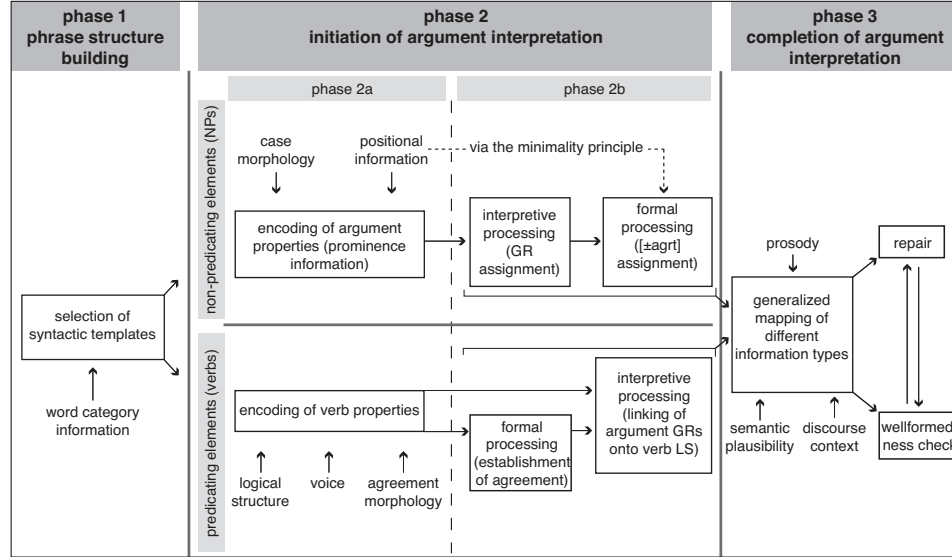 phase 1
phrase structure
building
phase 2
initiation of argument interpretation
phase 3
completion of argument
interpretation
phase 2a
phase 2b
non-predicating elements (NPs)
case
morphology
positional
information
via the minimality principle
encoding of argument
properties (prominence
information)
interpretive
processing
(GR
assignment)
formal
processing
([±agrt]
assignment)
selection of
syntactic templates
word category
information
predicating elements (verbs)
encoding of verb properties
logical
structure
voice
agreement
morphology
formal
processing
(establishment
of agreement)
interpretive
processing
(linking of
argument GRs
onto verb LS)
prosody
generalized
mapping of
different
information types
semantic
plausibility
discourse
context
repair
wellformed
ness check